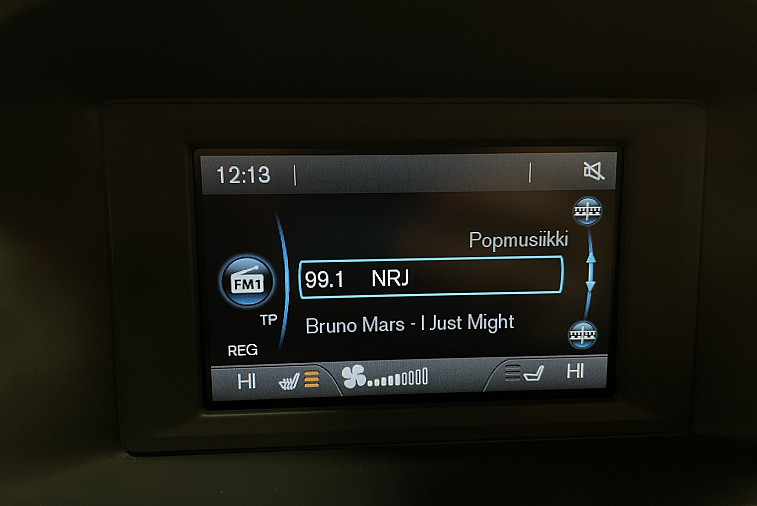 12:13
Popmusiikki
FM1
99.1 NRJ
TP
Bruno Mars - I Just Might
REG
HI HI